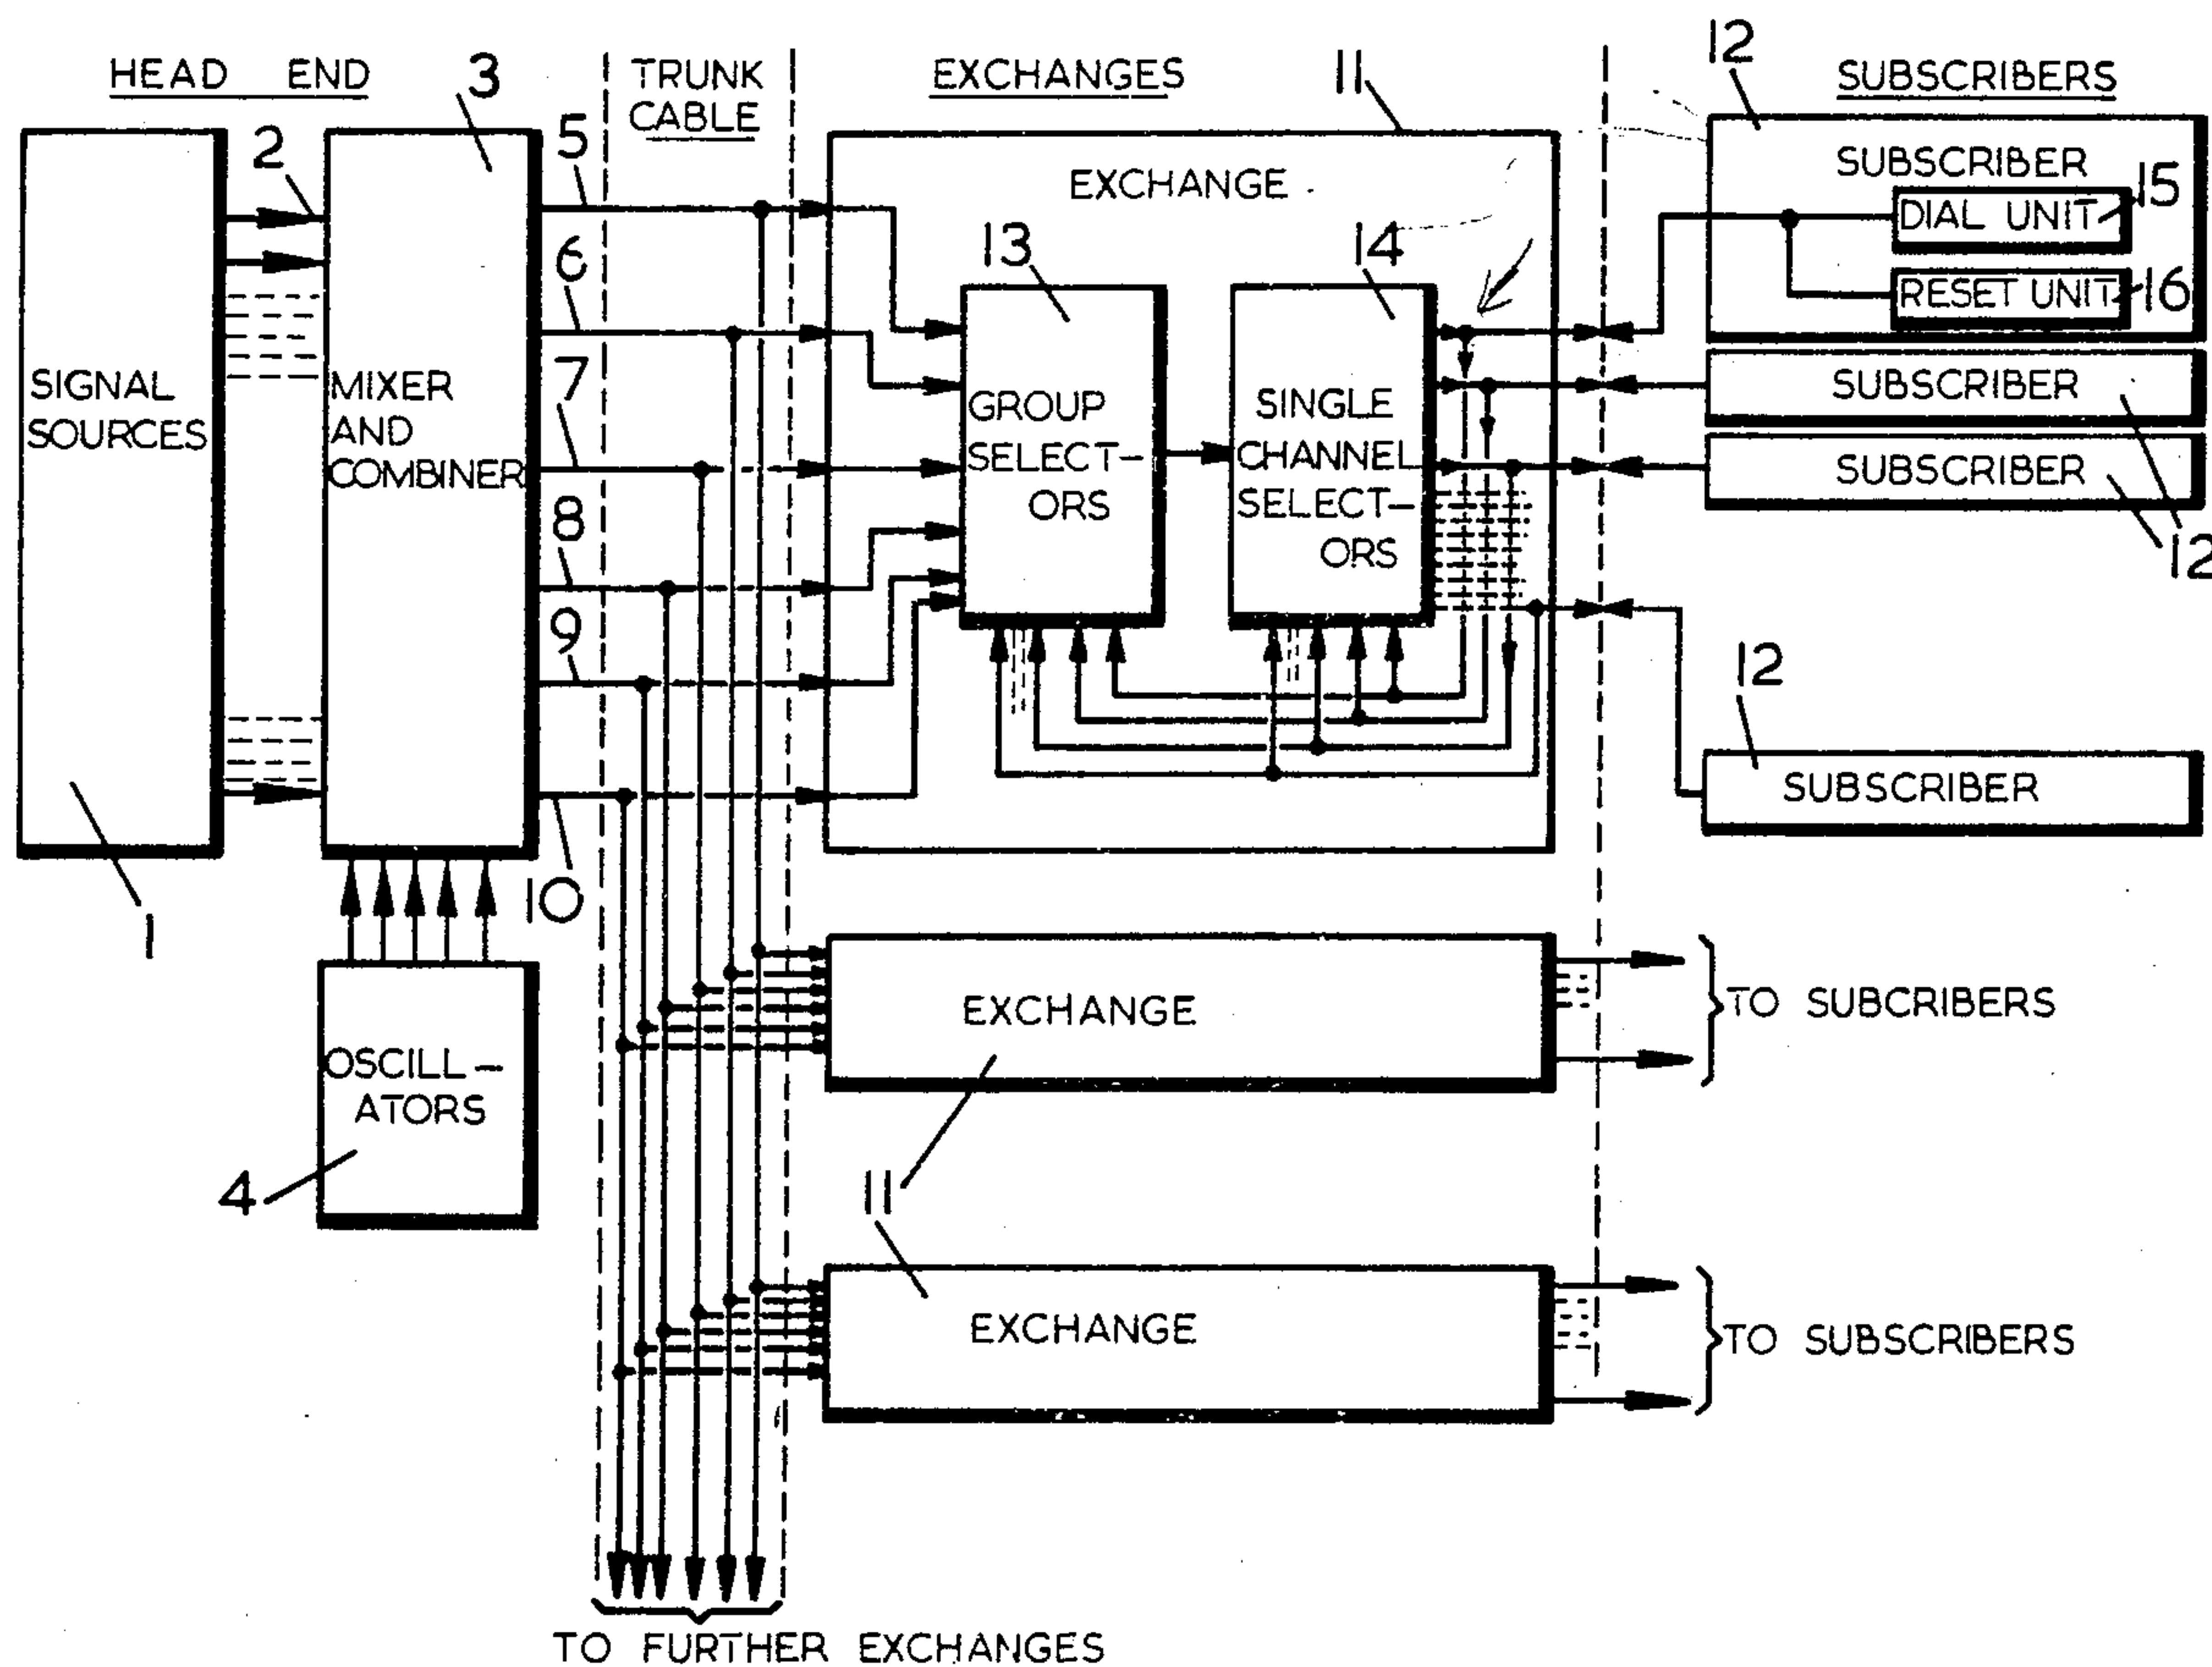 HEAD END
TRUNK
CABLE
EXCHANGES
SUBSCRIBERS
1
2
3
4
5
6
7
8
9
10
11
12
SIGNAL
SOURCES
MIXER
AND
COMBINER
OSCILL-
ATORS
EXCHANGE
13
GROUP
SELECT-
ORS
14
SINGLE
CHANNEL
SELECT-
ORS
SUBSCRIBER
DIAL UNIT
15
RESET UNIT
16
SUBSCRIBER
SUBSCRIBER
12
12
SUBSCRIBER
EXCHANGE
TO SUBCRIBERS
11
EXCHANGE
TO SUBSCRIBERS
TO FURTHER EXCHANGES